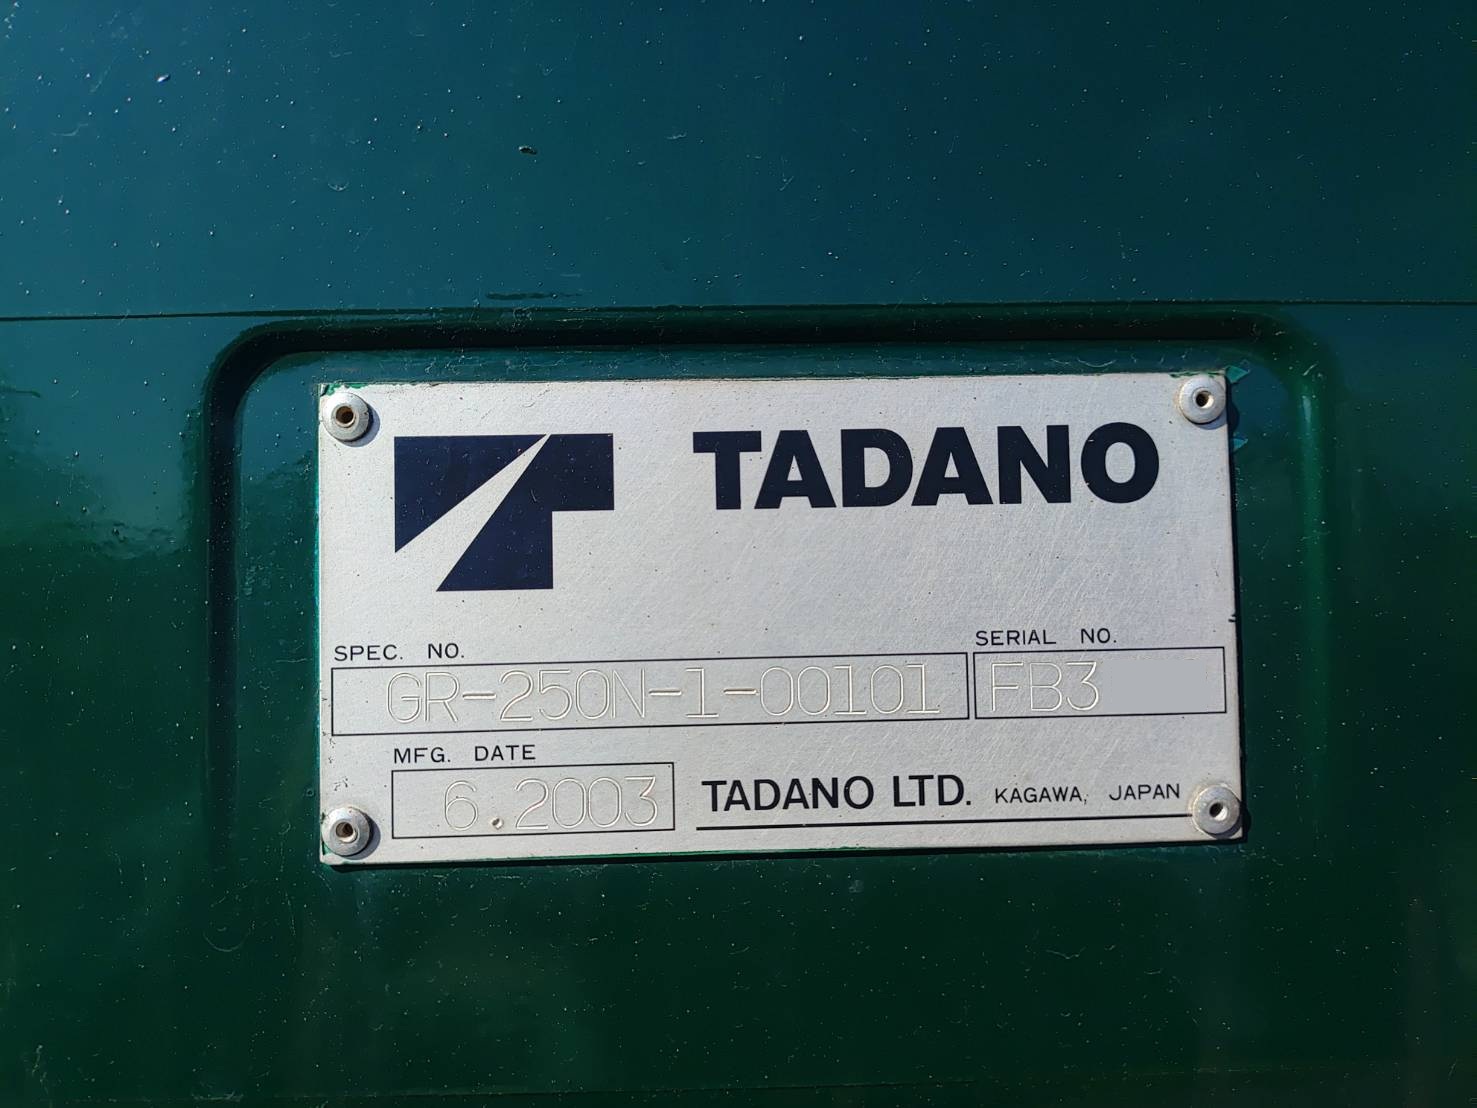 TADANO
SPEC. NO.
GR-250N-1-00101
SERIAL NO.
FB3
MFG. DATE
6.2003
TADANO LTD. KAGAWA, JAPAN